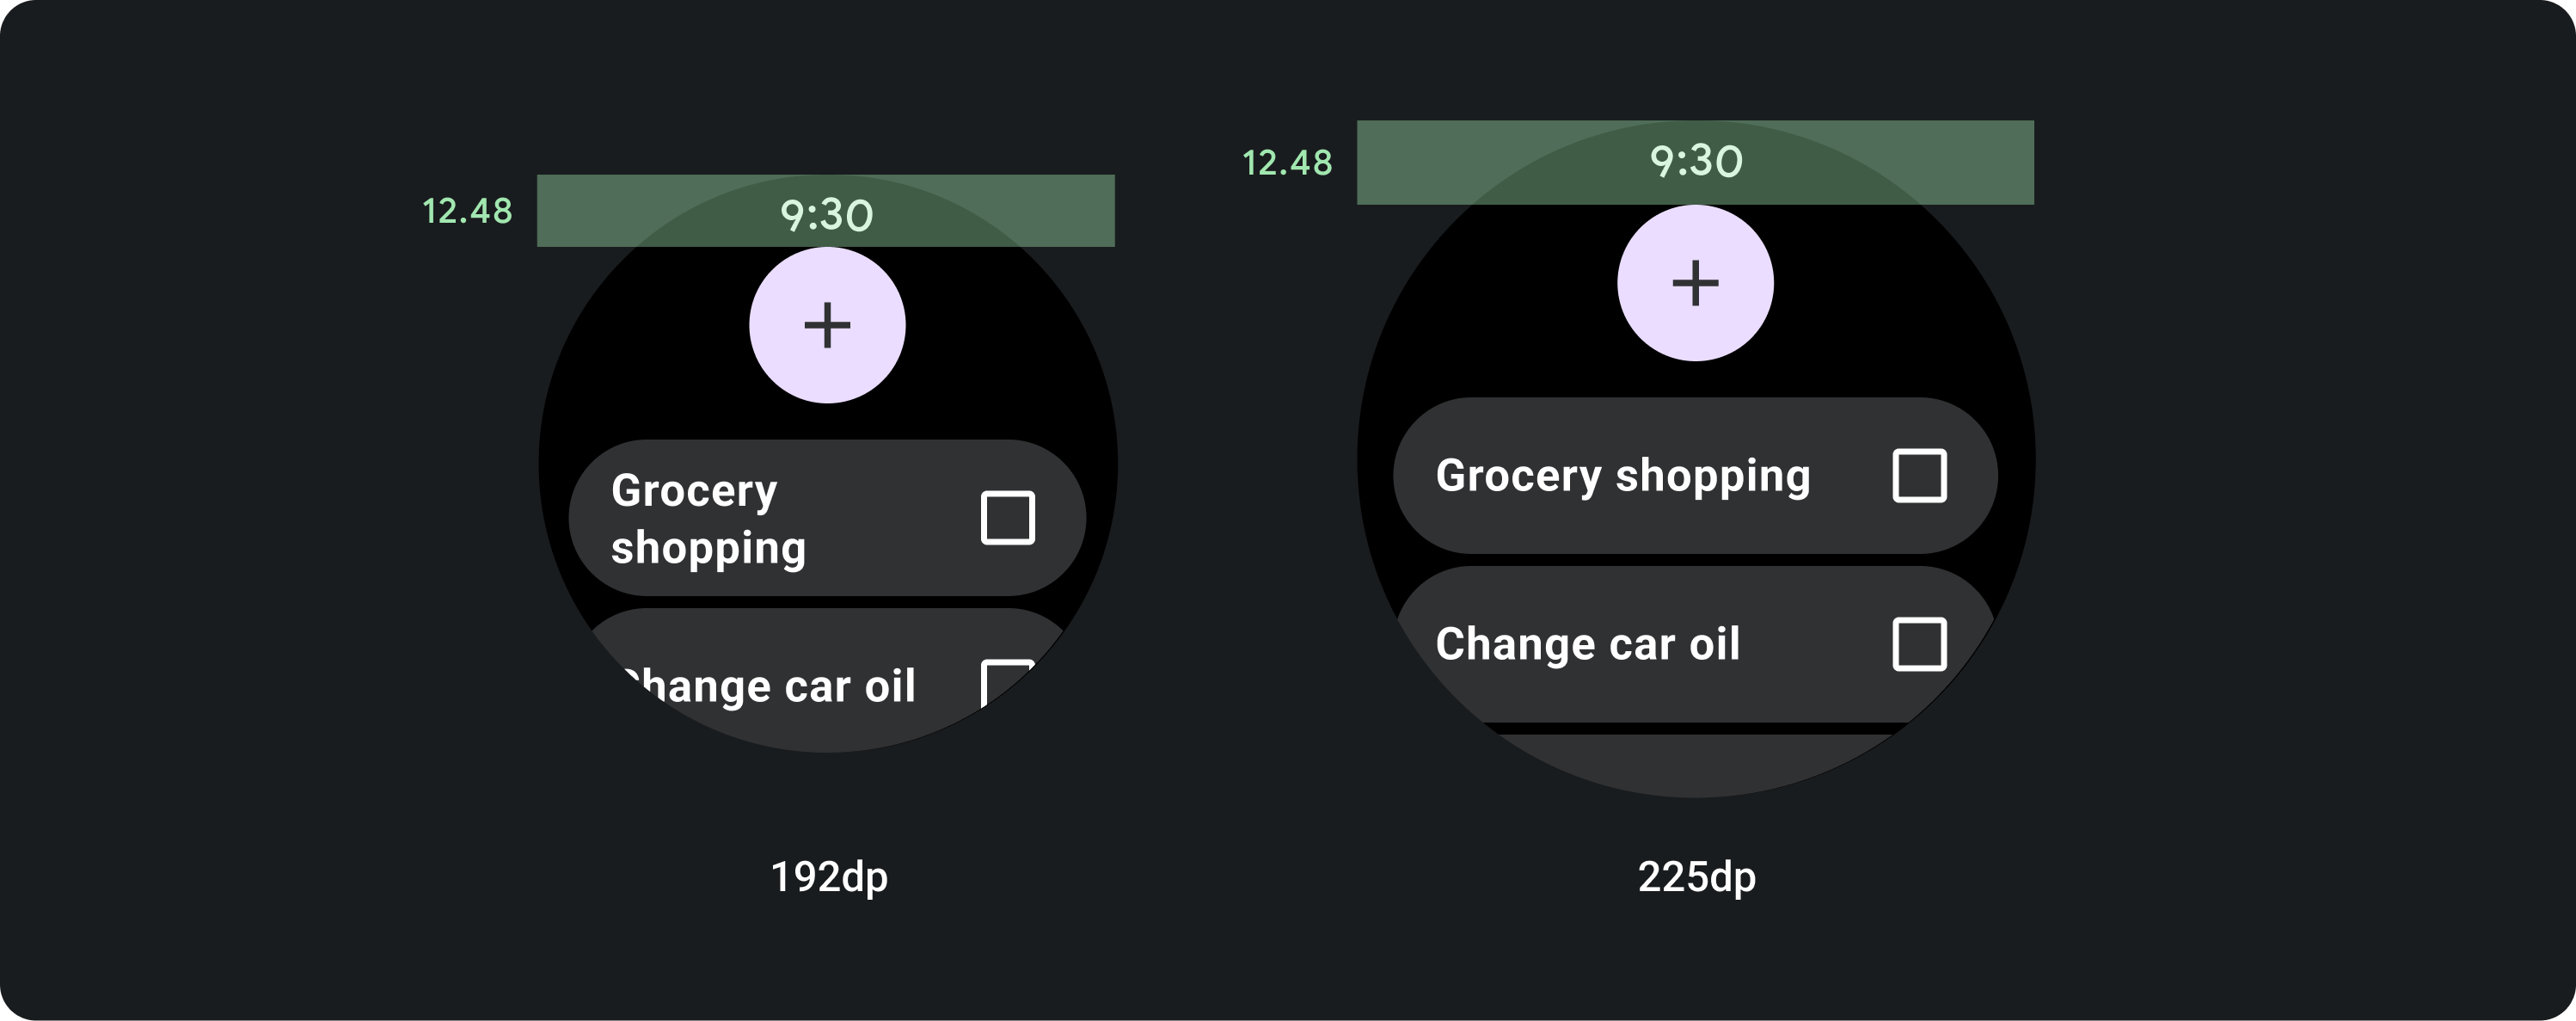 12.48
9:30
Grocery
shopping
Change car oil
192dp
12.48
9:30
Grocery shopping
Change car oil
225dp